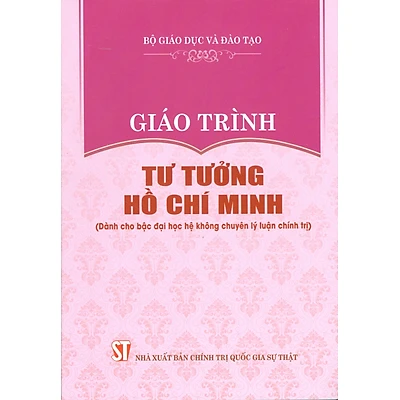 BỘ GIÁO DỤC VÀ ĐÀO TẠO
GIÁO TRÌNH
TƯ TƯỞNG
HỒ CHÍ MINH
(Dành cho bậc đại học hệ không chuyên lý luận chính trị)
ST
NHÀ XUẤT BẢN CHÍNH TRỊ QUỐC GIA SỰ THẬT